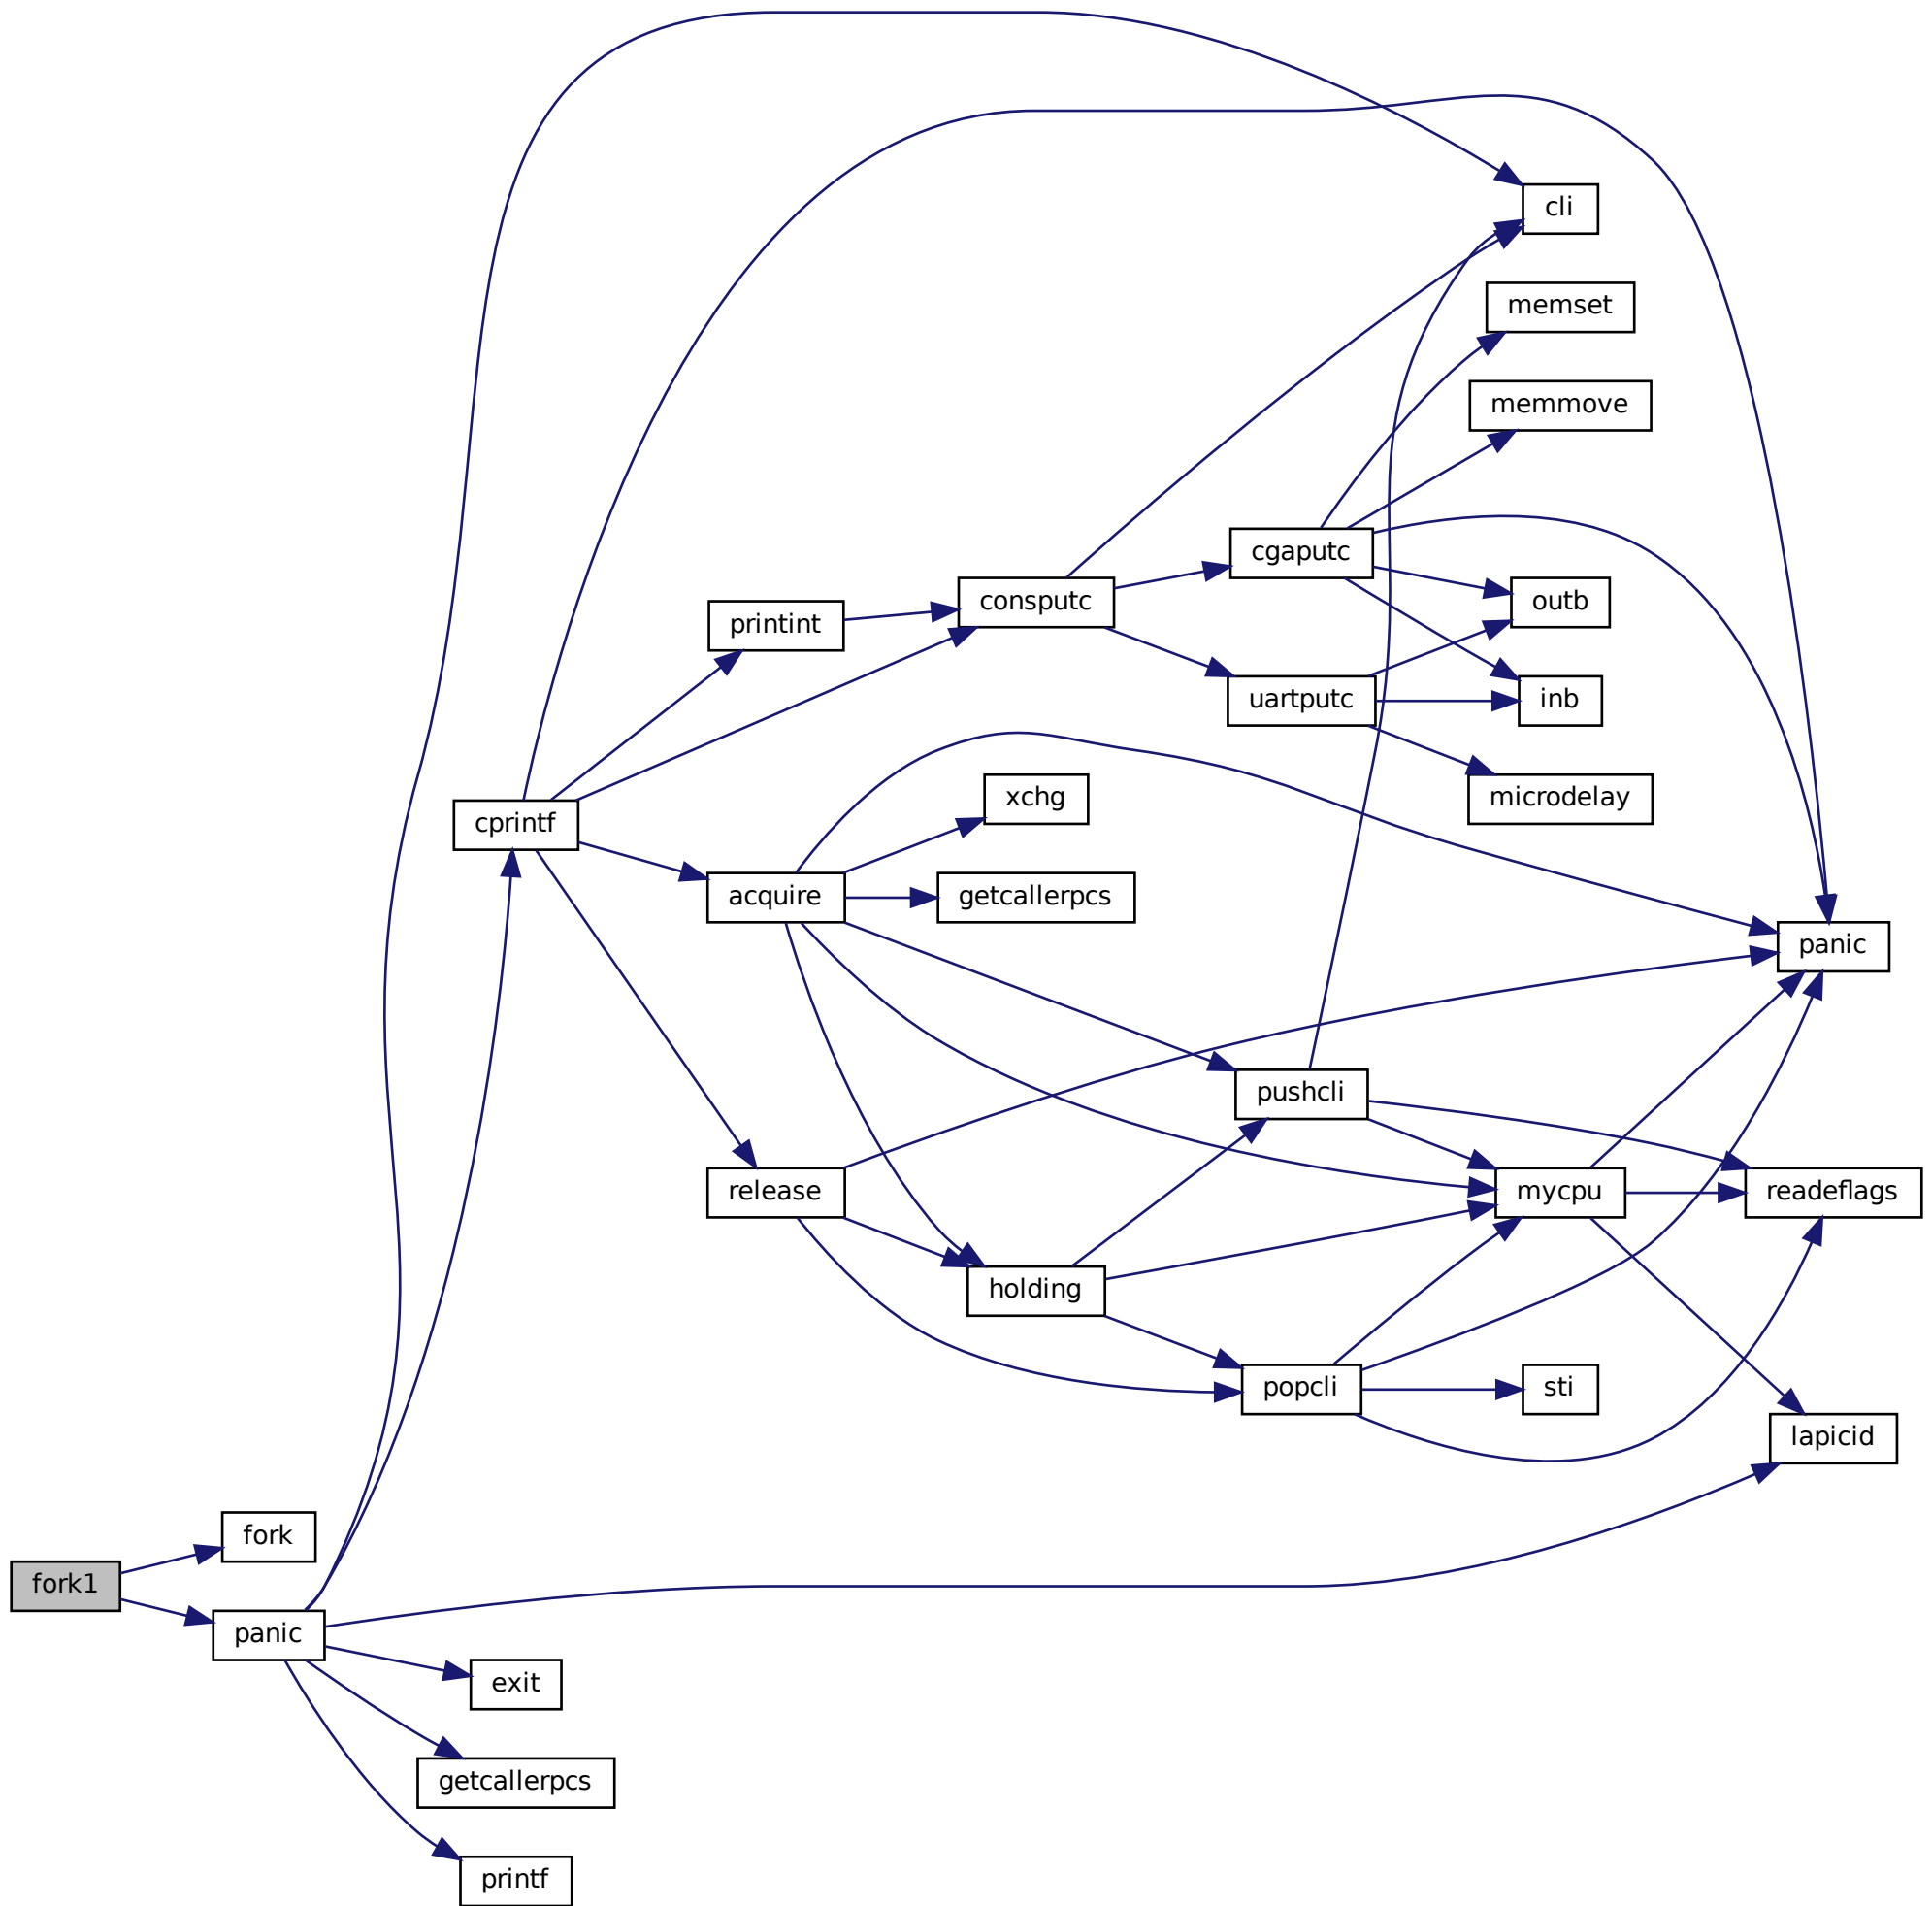 cli
memset
memmove
cgaputc
consputc
outb
printint
uartputc
inb
xchg
microdelay
cprintf
acquire
getcallerpcs
panic
pushcli
release
mycpu
readeflags
holding
popcli
sti
lapicid
fork
fork1
panic
exit
getcallerpcs
printf